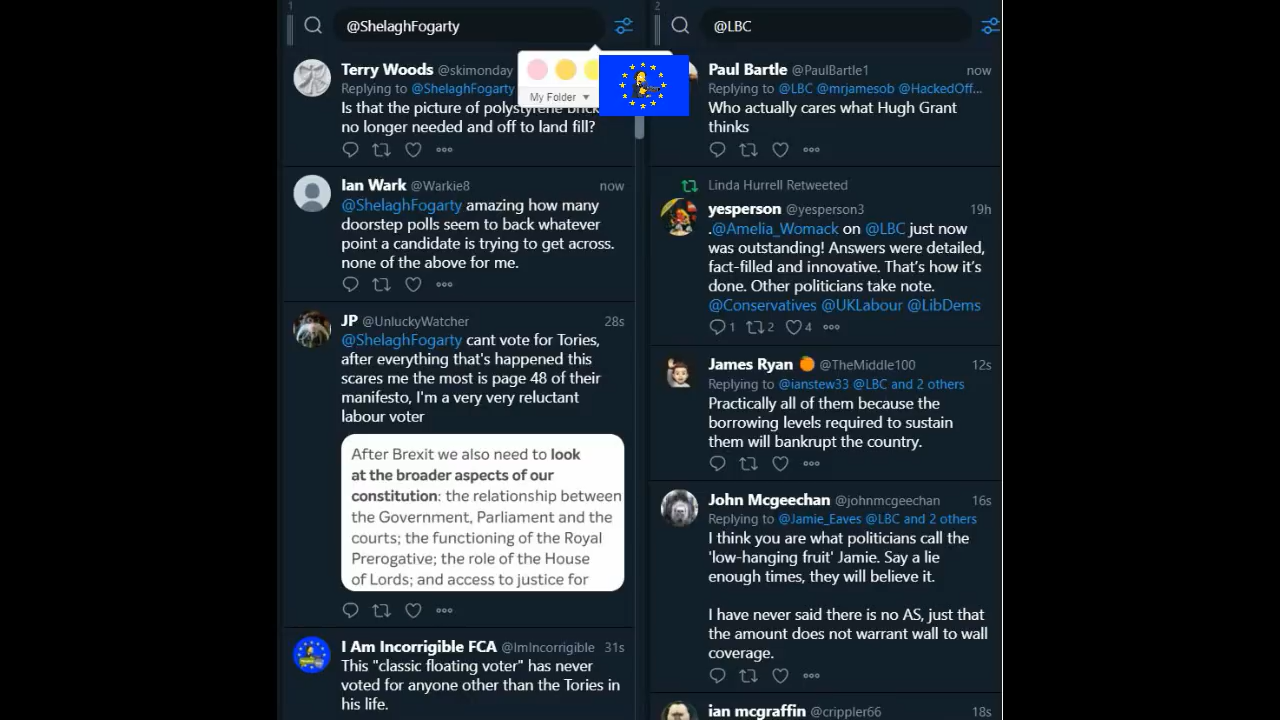 1
@ShelaghFogarty
Terry Woods @skimonday
Replying to @ShelaghFogarty
Is that the picture of polystyrene
no longer needed and off to land fill?
My Folder
Ian Wark @Warkie8 now
@ShelaghFogarty amazing how many
doorstep polls seem to back whatever
point a candidate is trying to get across.
none of the above for me.
JP @UnluckyWatcher 28s
@ShelaghFogarty cant vote for Tories,
after everything that's happened this
scares me the most is page 48 of their
manifesto, I'm a very very reluctant
labour voter
After Brexit we also need to look
at the broader aspects of our
constitution: the relationship between
the Government, Parliament and the
courts; the functioning of the Royal
Prerogative; the role of the House
of Lords; and access to justice for
I Am Incorrigible FCA @ImIncorrigible 31s
This "classic floating voter" has never
voted for anyone other than the Tories in
his life.
2
@LBC
Paul Bartle @PaulBartle1 now
Replying to @LBC @mrjamesob @HackedOff...
Who actually cares what Hugh Grant
thinks
Linda Hurrell Retweeted
yesperson @yesperson3 19h
.@Amelia_Womack on @LBC just now
was outstanding! Answers were detailed,
fact-filled and innovative. That's how it's
done. Other politicians take note.
@Conservatives @UKLabour @LibDems
1 2 4
James Ryan 🍊 @TheMiddle100 12s
Replying to @ianstew33 @LBC and 2 others
Practically all of them because the
borrowing levels required to sustain
them will bankrupt the country.
John Mcgeechan @johnmcgeechan 16s
Replying to @Jamie_Eaves @LBC and 2 others
I think you are what politicians call the
'low-hanging fruit' Jamie. Say a lie
enough times, they will believe it.
I have never said there is no AS, just that
the amount does not warrant wall to wall
coverage.
ian mcgraffin @crippler66 18s